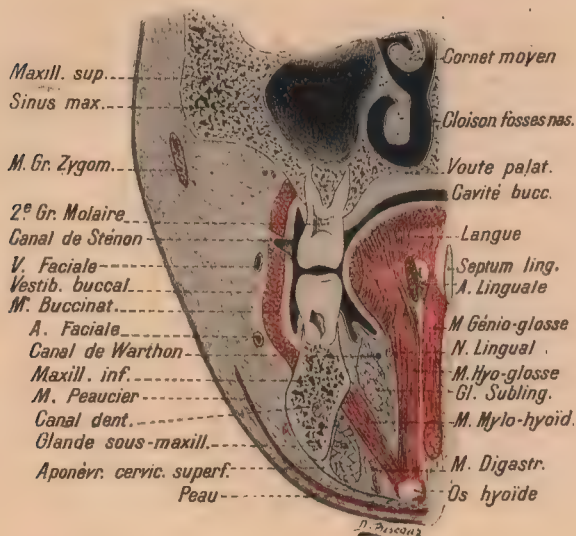 Maxill. sup.
Sinus max.
M. Gr. Zygom.
2e Gr. Molaire
Canal de Sténon
V. Faciale
Vestib. buccal
Mc Buccinat.
A. Faciale
Canal de Warthon
Maxill. inf.
M. Peaucier
Canal dent.
Glande sous-maxill.
Aponévr. cervic. superf.
Peau
Cornet moyen
Cloison fosses nas.
Voute palat.
Cavité bucc.
Langue
Septum ling.
A. Linguale
M Génio-glosse
N. Lingual
M. Hyo-glosse
Gl. Subling.
M. Mylo-hyoïd.
M. Digastr.
Os hyoïde